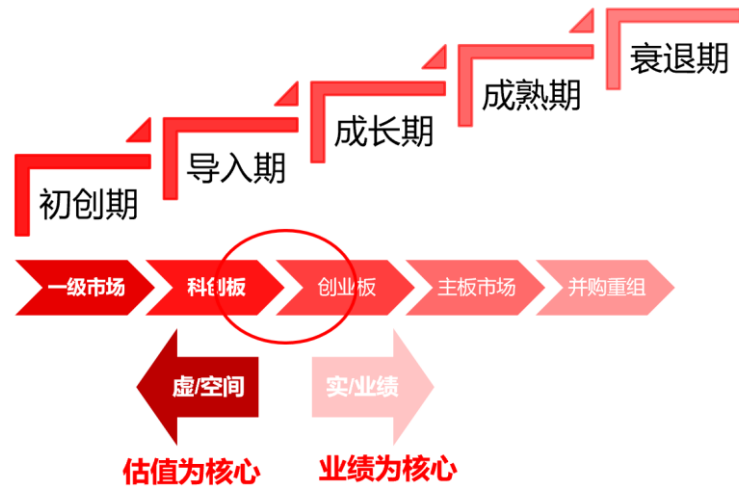 衰退期
成熟期
成长期
导入期
初创期
一级市场 科创板 创业板 主板市场 并购重组
虚/空间 实/业绩
估值为核心 业绩为核心